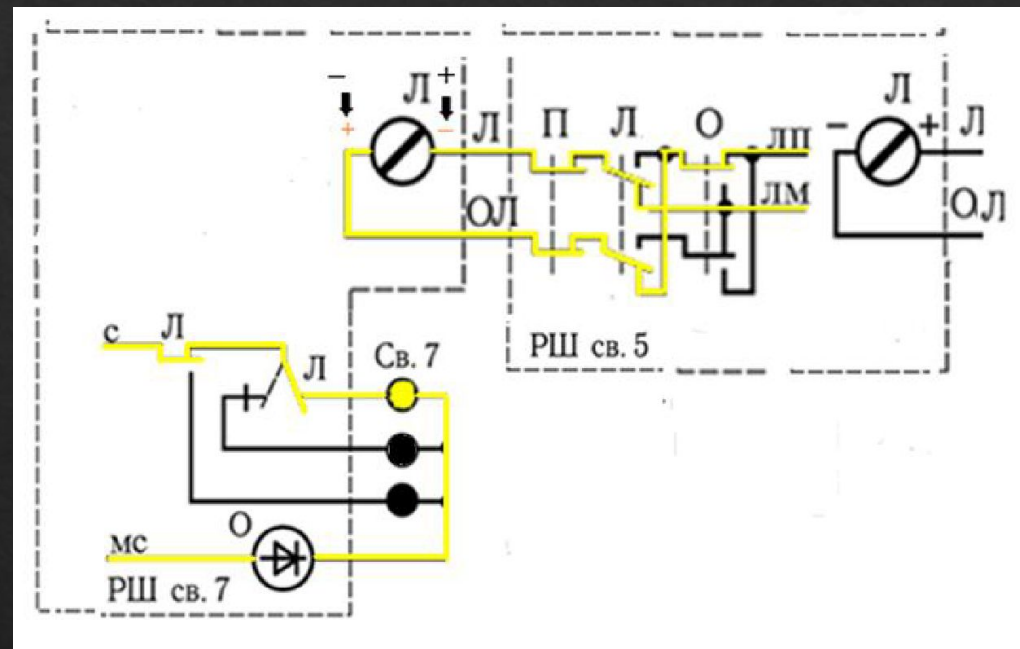 − Л +
+ −
Л П Л О ЛП − Л + Л
ОЛ ЛМ ОЛ
РШ св. 5
с Л Л Св. 7
О
мс
РШ св. 7